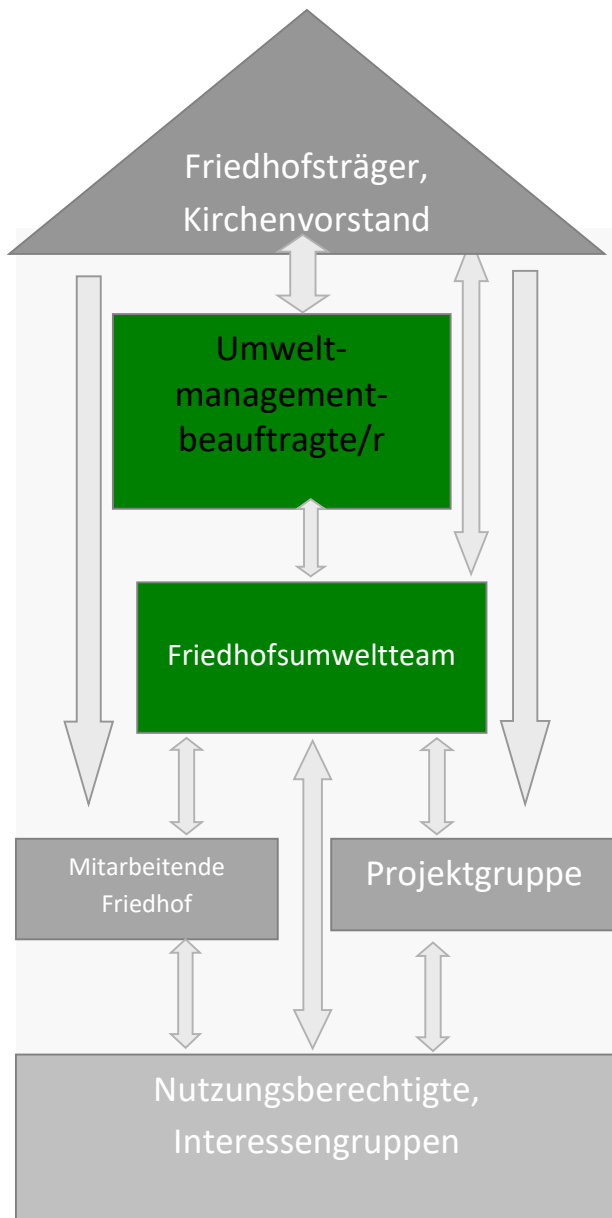 Friedhofsträger,
Kirchenvorstand
Umwelt-
management-
beauftragte/r
Friedhofsumweltteam
Mitarbeitende
Friedhof
Projektgruppe
Nutzungsberechtigte,
Interessengruppen